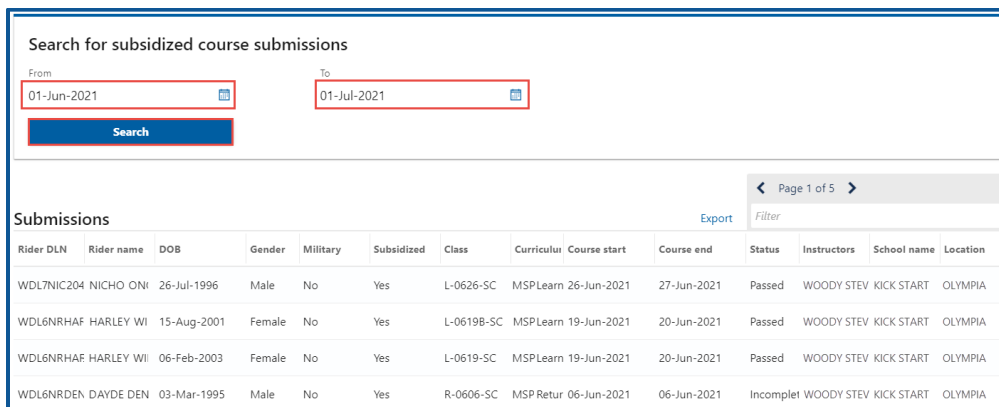 Search for subsidized course submissions
From To
01-Jun-2021 01-Jul-2021
Search
Page 1 of 5
Submissions Export Filter
Rider DLN Rider name DOB Gender Military Subsidized Class Curriculu Course start Course end Status Instructors School name Location
WDL7NIC204 NICHO ON 26-Jul-1996 Male No Yes L-0626-SC MSP Learn 26-Jun-2021 27-Jun-2021 Passed WOODY STEV KICK START OLYMPIA
WDL6NRHAF HARLEY WI 15-Aug-2001 Female No Yes L-0619B-SC MSP Learn 19-Jun-2021 20-Jun-2021 Passed WOODY STEV KICK START OLYMPIA
WDL6NRHAF HARLEY WI 06-Feb-2003 Female No Yes L-0619-SC MSP Learn 19-Jun-2021 20-Jun-2021 Passed WOODY STEV KICK START OLYMPIA
WDL6NRDEN DAYDE DEN 03-Mar-1995 Male No Yes R-0606-SC MSP Retur 06-Jun-2021 06-Jun-2021 Incomplet WOODY STEV KICK START OLYMPIA